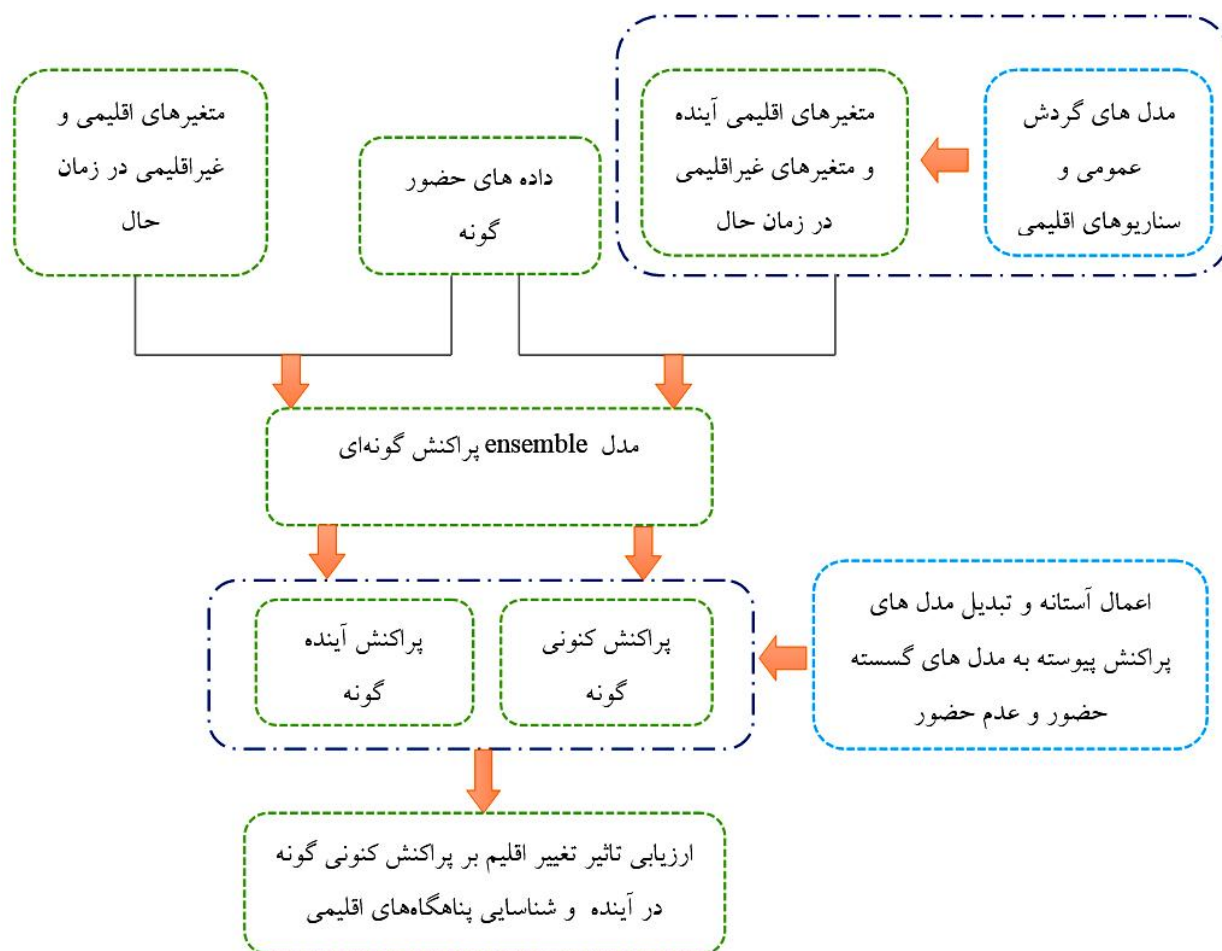 مدل های گردش
عمومی و
سناریوهای اقلیمی
متغیرهای اقلیمی آینده
و متغیرهای غیراقلیمی
در زمان حال
داده های حضور
گونه
متغیرهای اقلیمی و
غیراقلیمی در زمان
حال
مدل ensemble پراکنش گونه‌ای
پراکنش کنونی
گونه
پراکنش آینده
گونه
اعمال آستانه و تبدیل مدل های
پراکنش پیوسته به مدل های گسسته
حضور و عدم حضور
ارزیابی تاثیر تغییر اقلیم بر پراکنش کنونی گونه
در آینده و شناسایی پناهگاه‌های اقلیمی